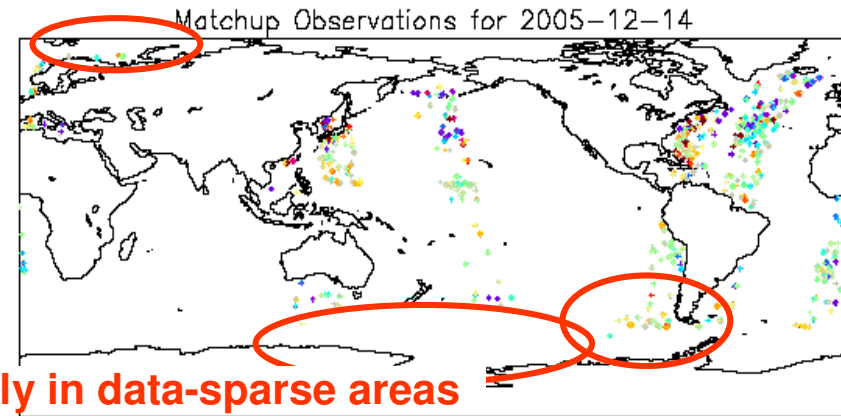 Matchup Observations for 2005-12-14
ly in data-sparse areas